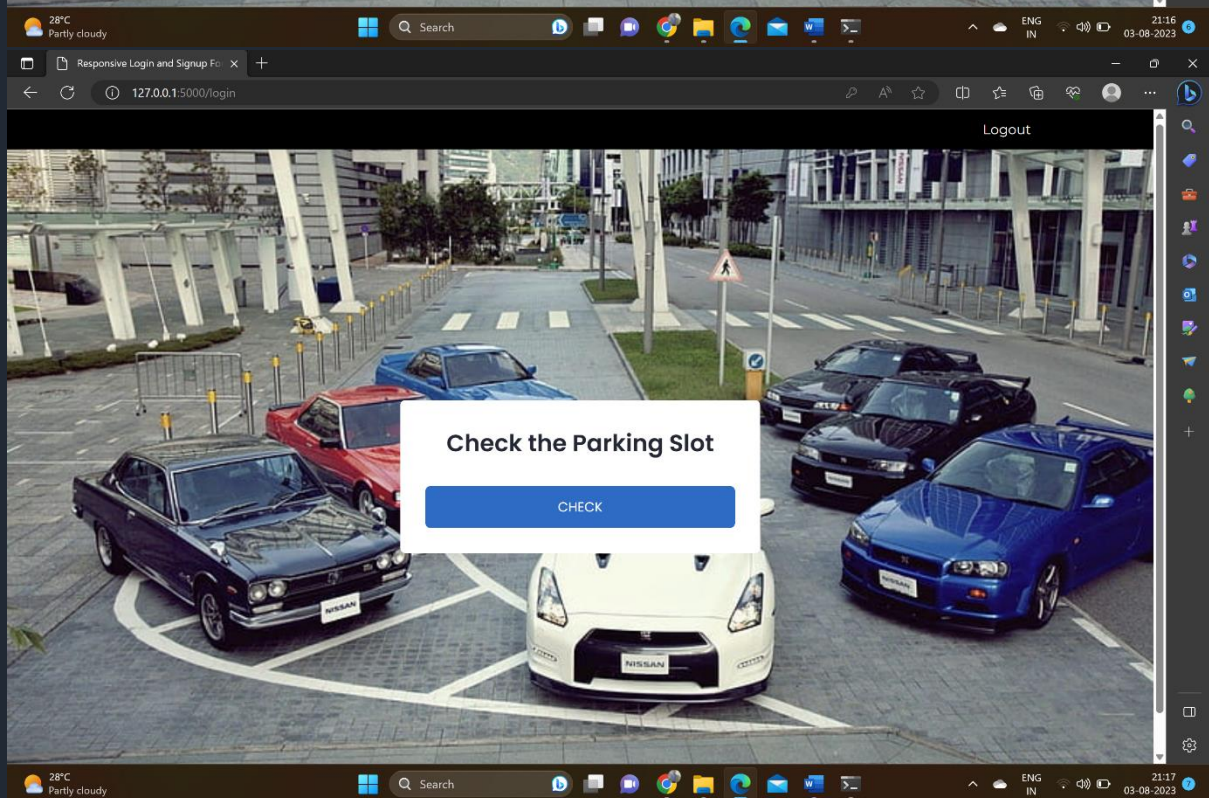 28°C
Partly cloudy
Search
ENG
IN
21:16
03-08-2023
6
Responsive Login and Signup Fo
127.0.0.1:5000/login
Logout
NISSAN
Check the Parking Slot
CHECK
NISSAN
NISSAN
NISSAN
28°C
Partly cloudy
Search
ENG
IN
21:17
03-08-2023
7